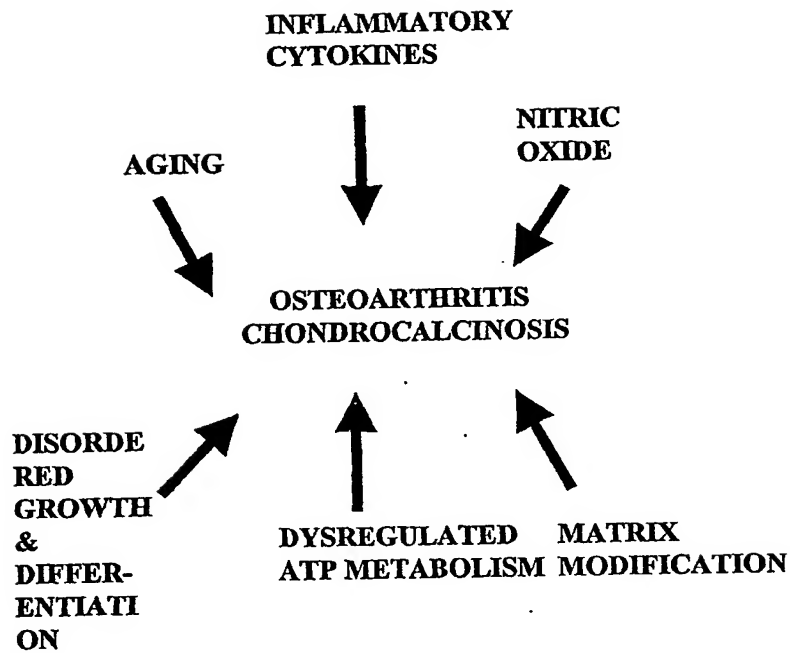 INFLAMMATORY
CYTOKINES
NITRIC
OXIDE
AGING
OSTEOARTHRITIS
CHONDROCALCINOSIS
DISORDE
RED
GROWTH
&
DIFFER-
ENTIATI
ON
DYSREGULATED
ATP METABOLISM
MATRIX
MODIFICATION